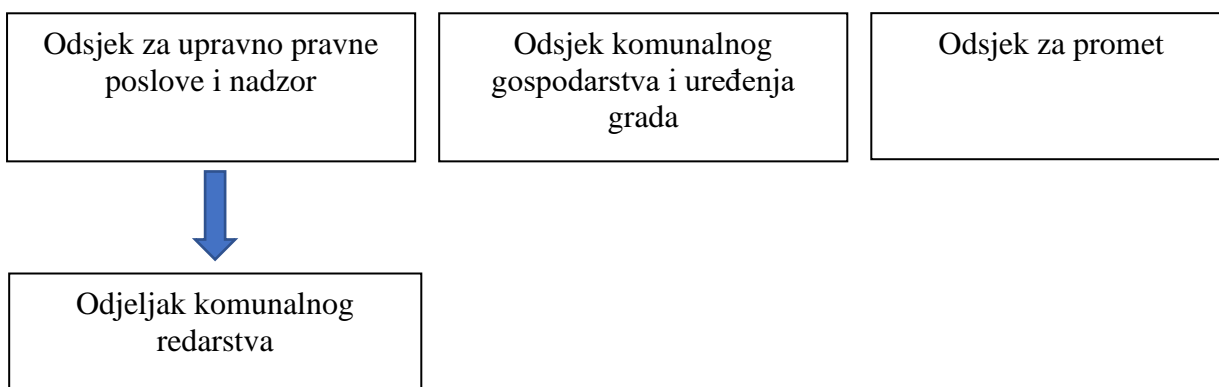 Odsjek za upravno pravne
poslove i nadzor
Odsjek komunalnog
gospodarstva i uređenja
grada
Odsjek za promet
Odjeljak komunalnog
redarstva